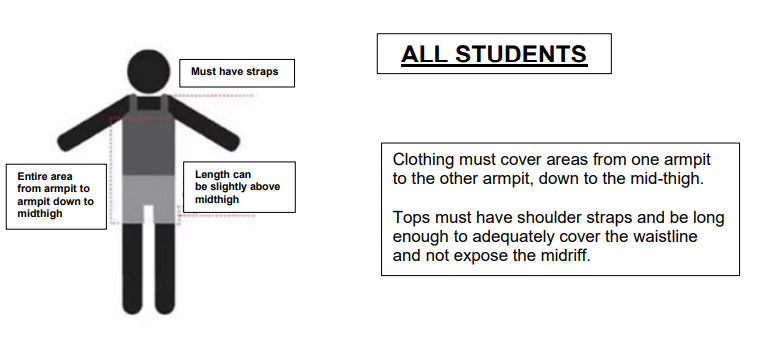 ALL STUDENTS
Must have straps
Entire area
from armpit to
armpit down to
midthigh
Length can
be slightly above
midthigh
Clothing must cover areas from one armpit
to the other armpit, down to the mid-thigh.
Tops must have shoulder straps and be long
enough to adequately cover the waistline
and not expose the midriff.